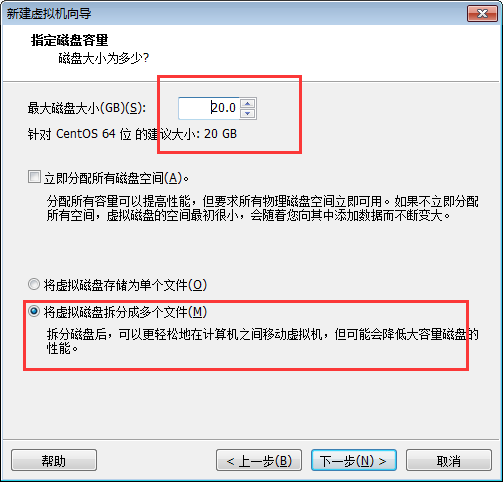 新建虚拟机向导
指定磁盘容量
磁盘大小为多少?
最大磁盘大小(GB)(S): 20.0
针对 CentOS 64 位 的建议大小: 20 GB
立即分配所有磁盘空间(A)。
分配所有容量可以提高性能，但要求所有物理磁盘空间立即可用。如果不立即分配
所有空间，虚拟磁盘的空间最初很小，会随着您向其中添加数据而不断变大。
将虚拟磁盘存储为单个文件(O)
将虚拟磁盘拆分成多个文件(M)
拆分磁盘后，可以更轻松地在计算机之间移动虚拟机，但可能会降低大容量磁盘的
性能。
帮助 < 上一步(B) 下一步(N) > 取消